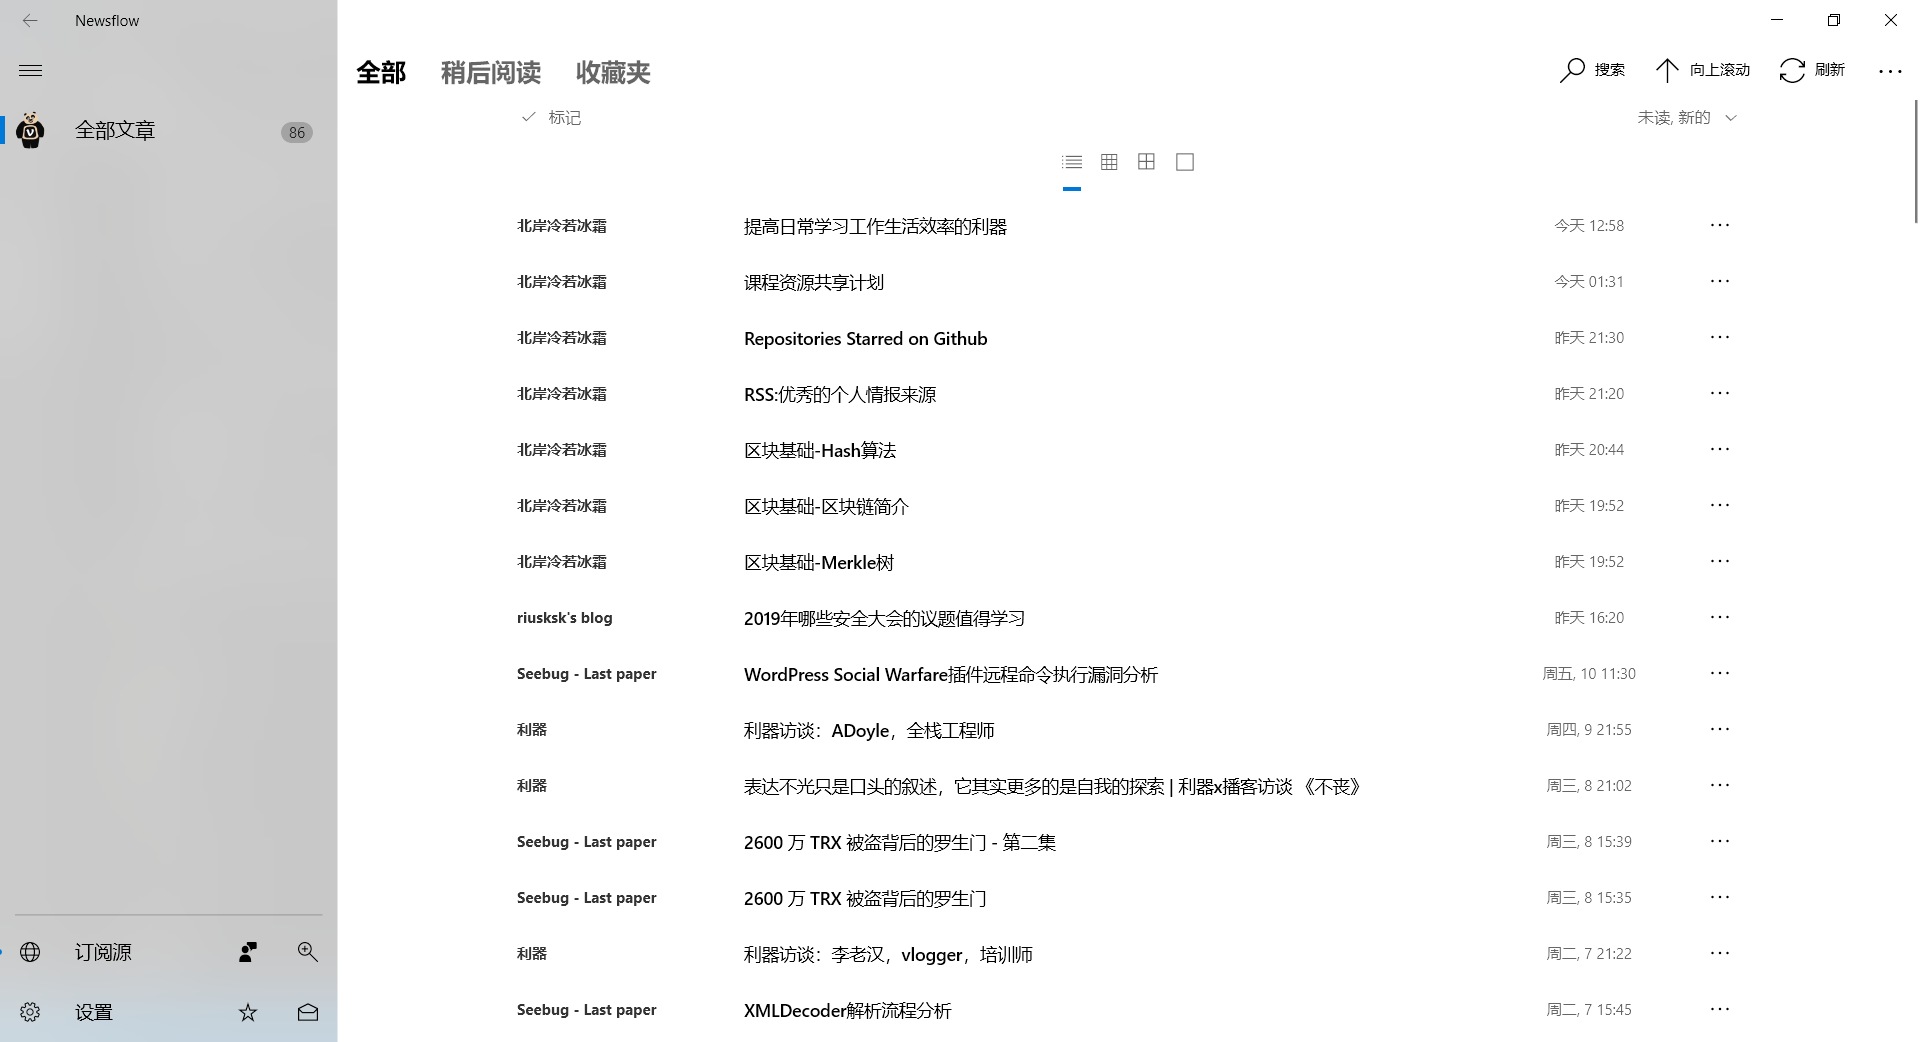 Newsflow
全部文章 86
全部 稍后阅读 收藏夹 搜索 向上滚动 刷新
标记 未读, 新的
北岸冷若冰霜 提高日常学习工作生活效率的利器 今天 12:58
北岸冷若冰霜 课程资源共享计划 今天 01:31
北岸冷若冰霜 Repositories Starred on Github 昨天 21:30
北岸冷若冰霜 RSS:优秀的个人情报来源 昨天 21:20
北岸冷若冰霜 区块基础-Hash算法 昨天 20:44
北岸冷若冰霜 区块基础-区块链简介 昨天 19:52
北岸冷若冰霜 区块基础-Merkle树 昨天 19:52
riusksk's blog 2019年哪些安全大会的议题值得学习 昨天 16:20
Seebug - Last paper WordPress Social Warfare插件远程命令执行漏洞分析 周五, 10 11:30
利器 利器访谈：ADoyle，全栈工程师 周四, 9 21:55
利器 表达不光只是口头的叙述，它其实更多的是自我的探索 | 利器x播客访谈 《不丧》 周三, 8 21:02
Seebug - Last paper 2600 万 TRX 被盗背后的罗生门 - 第二集 周三, 8 15:39
Seebug - Last paper 2600 万 TRX 被盗背后的罗生门 周三, 8 15:35
利器 利器访谈：李老汉，vlogger，培训师 周二, 7 21:22
Seebug - Last paper XMLDecoder解析流程分析 周二, 7 15:45
订阅源
设置